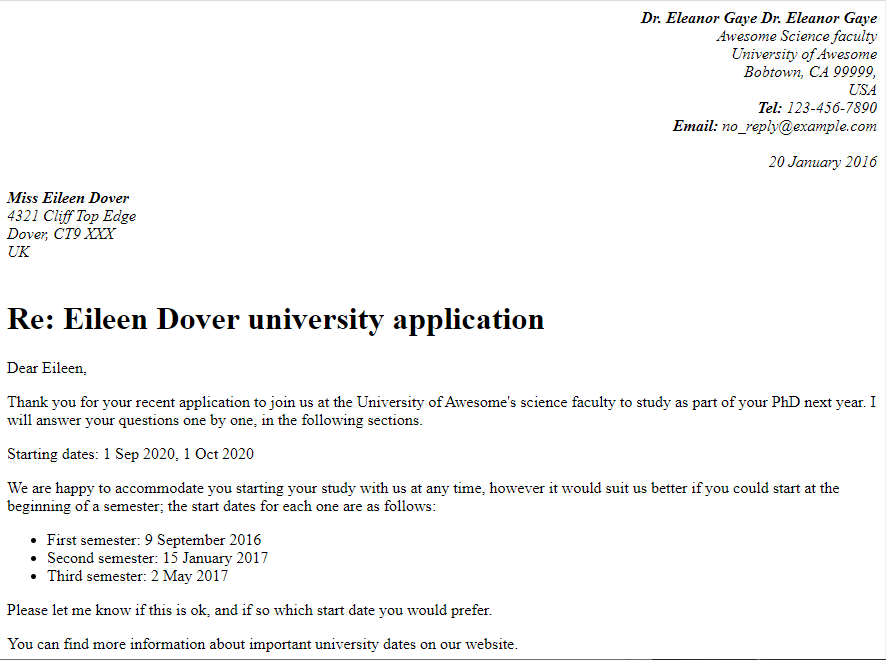 Dr. Eleanor Gaye Dr. Eleanor Gaye
Awesome Science faculty
University of Awesome
Bobtown, CA 99999,
USA
Tel: 123-456-7890
Email: no_reply@example.com
20 January 2016
Miss Eileen Dover
4321 Cliff Top Edge
Dover, CT9 XXX
UK
Re: Eileen Dover university application
Dear Eileen,
Thank you for your recent application to join us at the University of Awesome's science faculty to study as part of your PhD next year. I
will answer your questions one by one, in the following sections.
Starting dates: 1 Sep 2020, 1 Oct 2020
We are happy to accommodate you starting your study with us at any time, however it would suit us better if you could start at the
beginning of a semester; the start dates for each one are as follows:
• First semester: 9 September 2016
• Second semester: 15 January 2017
• Third semester: 2 May 2017
Please let me know if this is ok, and if so which start date you would prefer.
You can find more information about important university dates on our website.